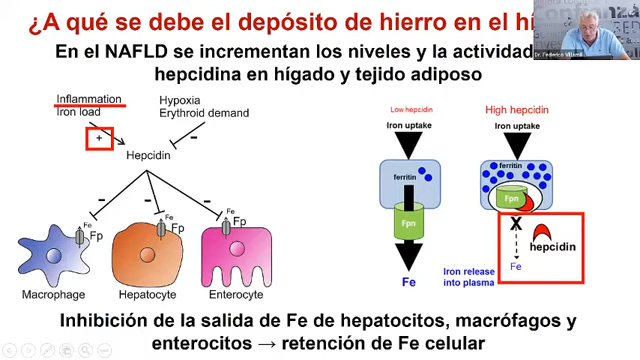 ¿A qué se debe el depósito de hierro en el hí
Dr. Federico Villamil
En el NAFLD se incrementan los niveles y la actividad
hepcidina en hígado y tejido adiposo
Inflammation
Iron load
Hypoxia
Erythroid demand
+
−
Hepcidin
−
−
−
Fe
Fp
Fe
Fp
Fe
Fp
Macrophage
Hepatocyte
Enterocyte
Low hepcidin
Iron uptake
ferritin
Fpn
Fe
High hepcidin
Iron uptake
ferritin
Fpn
X
hepcidin
Fe
Iron release
into plasma
Inhibición de la salida de Fe de hepatocitos, macrófagos y
enterocitos → retención de Fe celular